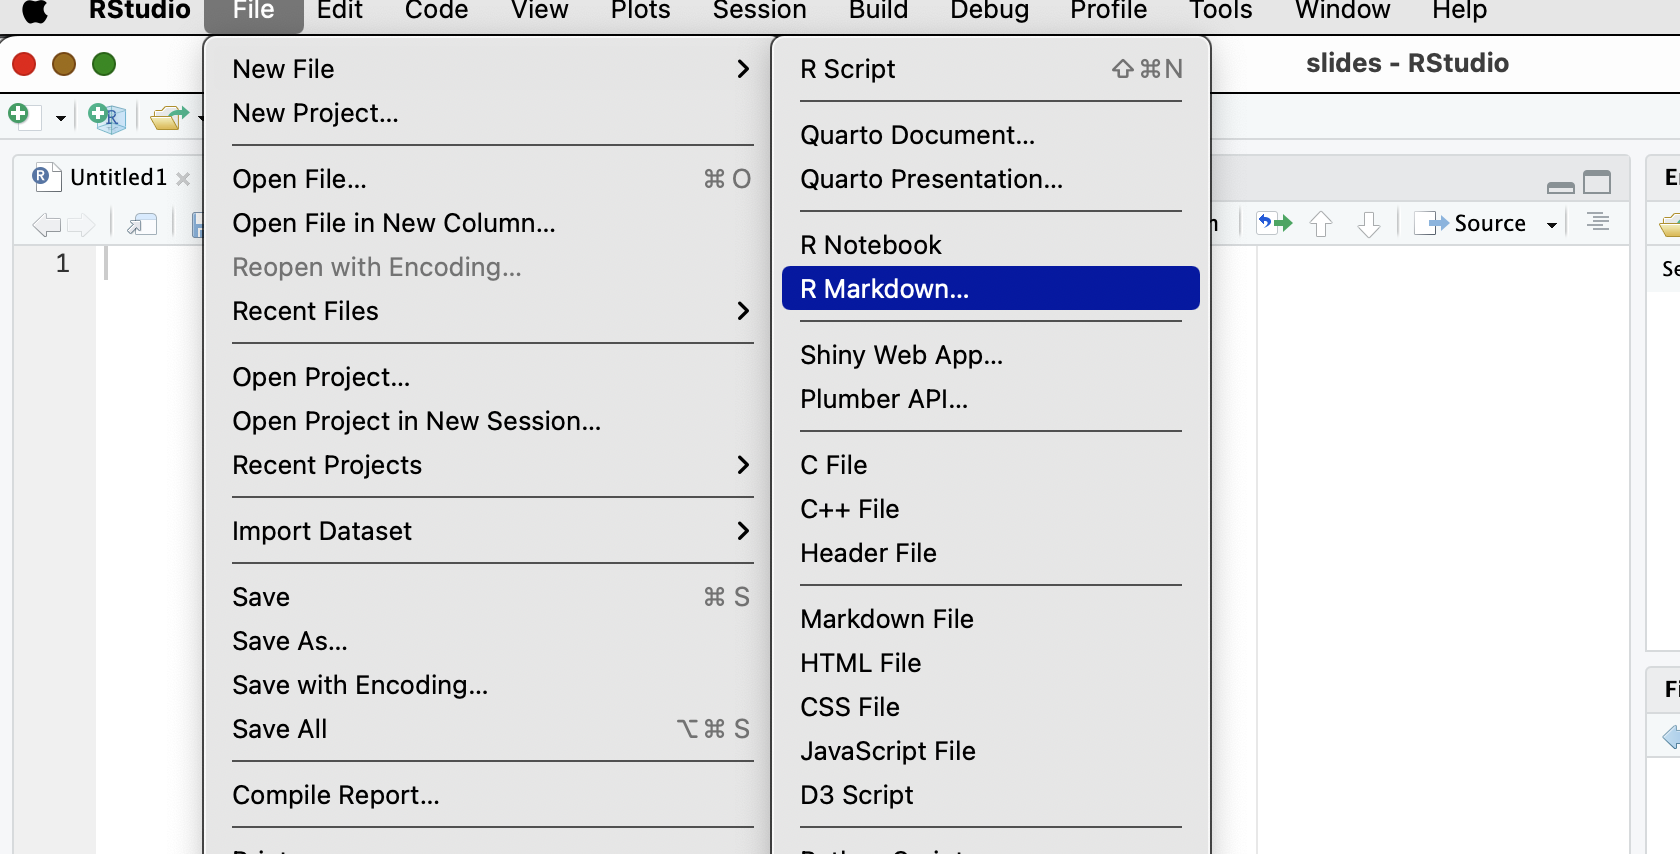 RStudio File Edit Code View Plots Session Build Debug Profile Tools Window Help
slides - RStudio
New File
New Project...
Open File... ⌘ O
Open File in New Column...
Reopen with Encoding...
Recent Files
Open Project...
Open Project in New Session...
Recent Projects
Import Dataset
Save ⌘ S
Save As...
Save with Encoding...
Save All ⌥⌘ S
Compile Report...
R Script ⇧⌘N
Quarto Document...
Quarto Presentation...
R Notebook
R Markdown...
Shiny Web App...
Plumber API...
C File
C++ File
Header File
Markdown File
HTML File
CSS File
JavaScript File
D3 Script
Untitled1
1
Source